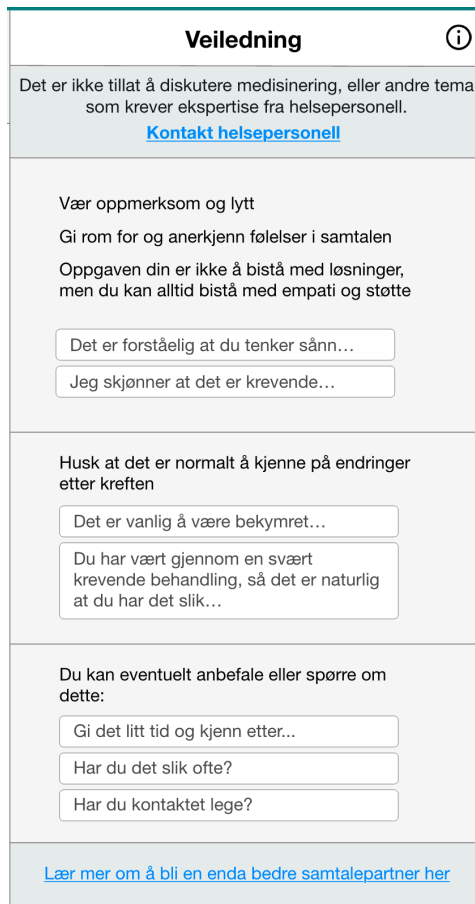 Veiledning
Det er ikke tillat å diskutere medisinering, eller andre tema
som krever ekspertise fra helsepersonell.
Kontakt helsepersonell
Vær oppmerksom og lytt
Gi rom for og anerkjenn følelser i samtalen
Oppgaven din er ikke å bistå med løsninger,
men du kan alltid bistå med empati og støtte
Det er forståelig at du tenker sånn…
Jeg skjønner at det er krevende…
Husk at det er normalt å kjenne på endringer
etter kreften
Det er vanlig å være bekymret…
Du har vært gjennom en svært
krevende behandling, så det er naturlig
at du har det slik…
Du kan eventuelt anbefale eller spørre om
dette:
Gi det litt tid og kjenn etter...
Har du det slik ofte?
Har du kontaktet lege?
Lær mer om å bli en enda bedre samtalepartner her